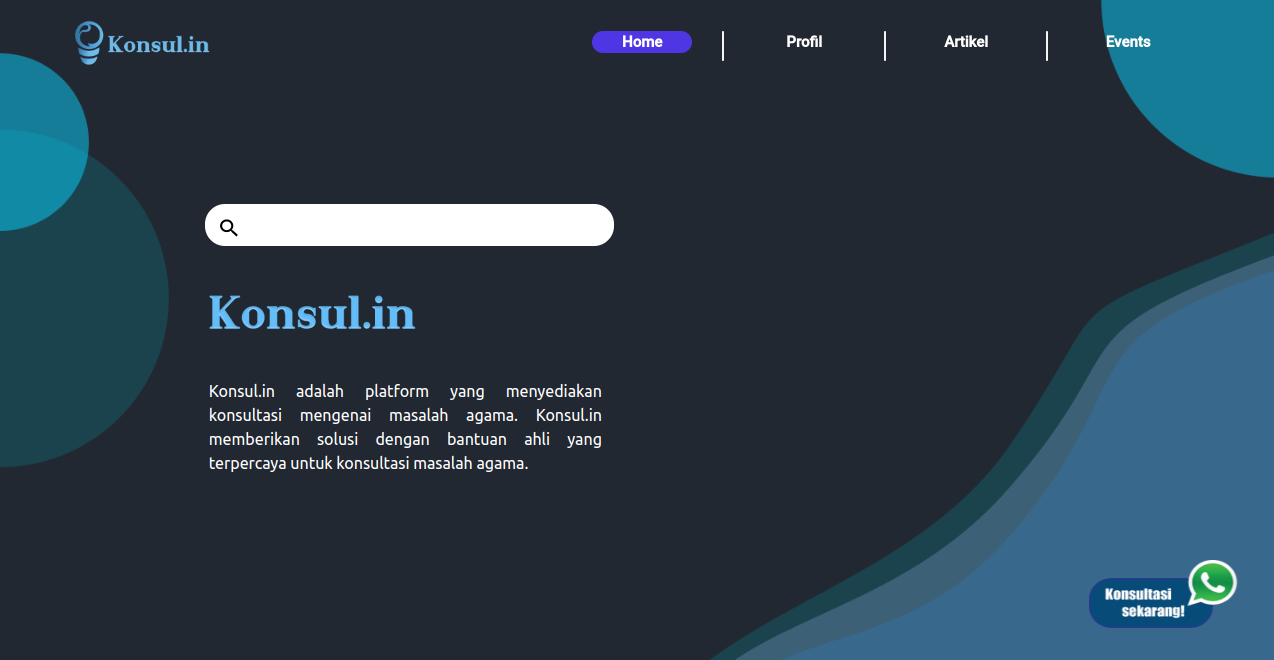 Konsul.in
Home
Profil
Artikel
Events
Konsul.in
Konsul.in adalah platform yang menyediakan
konsultasi mengenai masalah agama. Konsul.in
memberikan solusi dengan bantuan ahli yang
terpercaya untuk konsultasi masalah agama.
Konsultasi
sekarang!